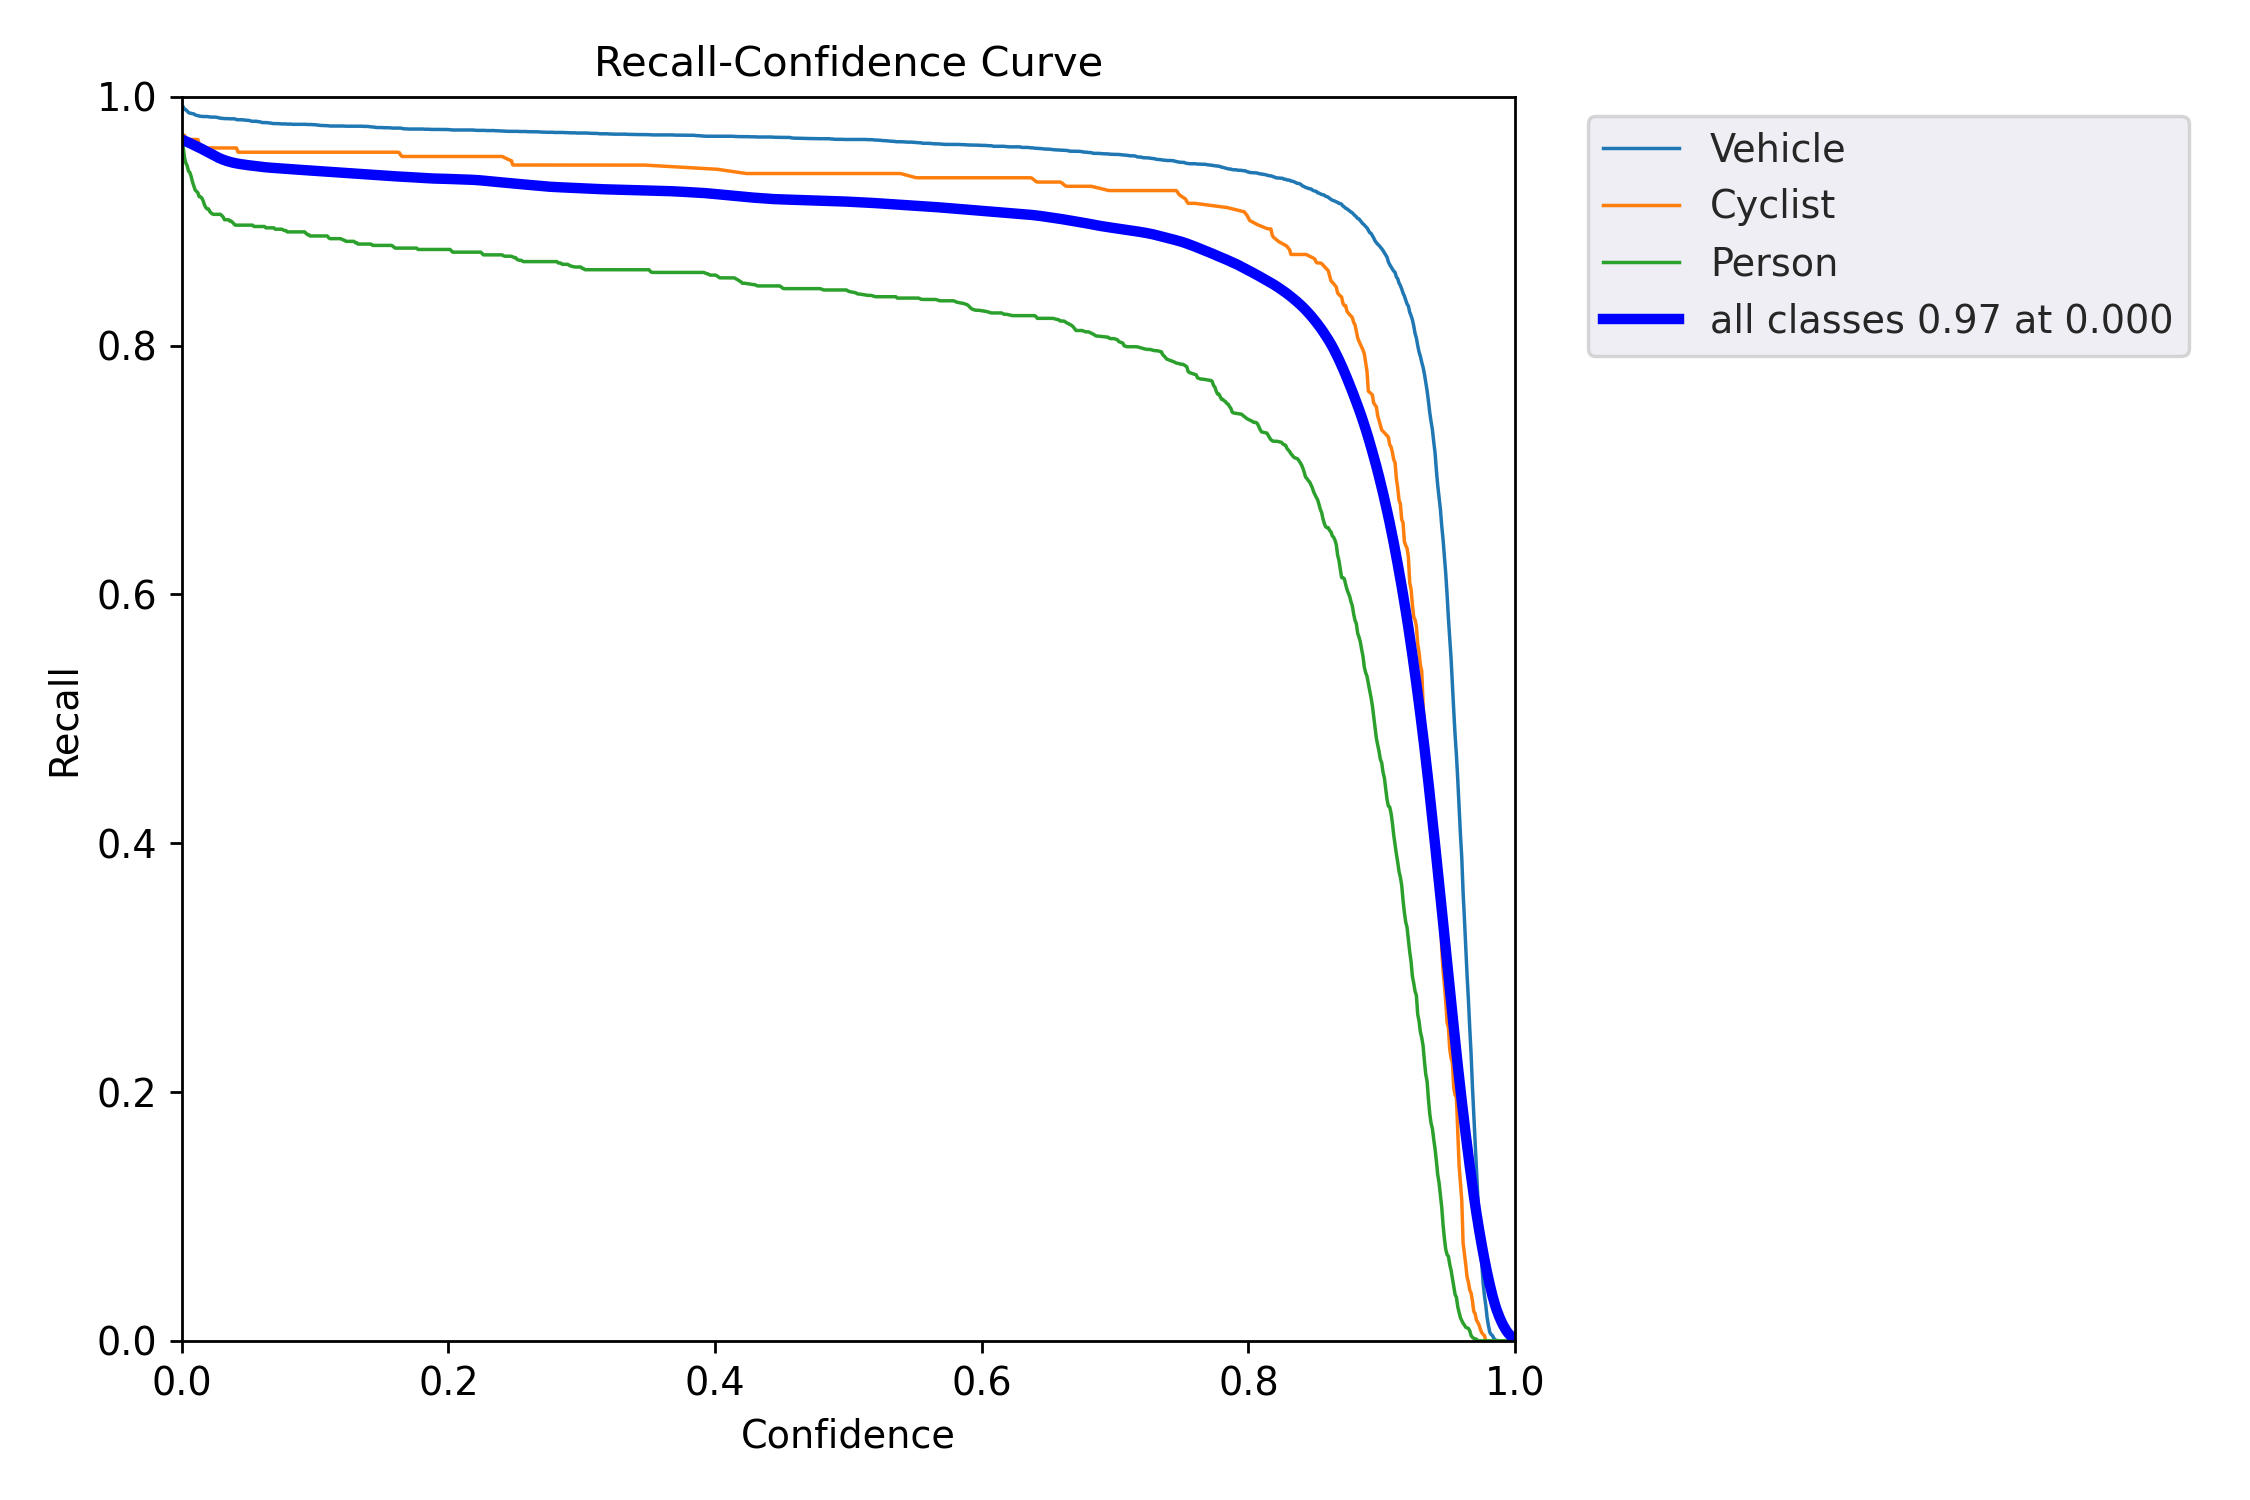 Recall-Confidence Curve
1.0
0.8
0.6
0.4
0.2
0.0
Recall
0.0 0.2 0.4 0.6 0.8 1.0
Confidence
Vehicle
Cyclist
Person
all classes 0.97 at 0.000